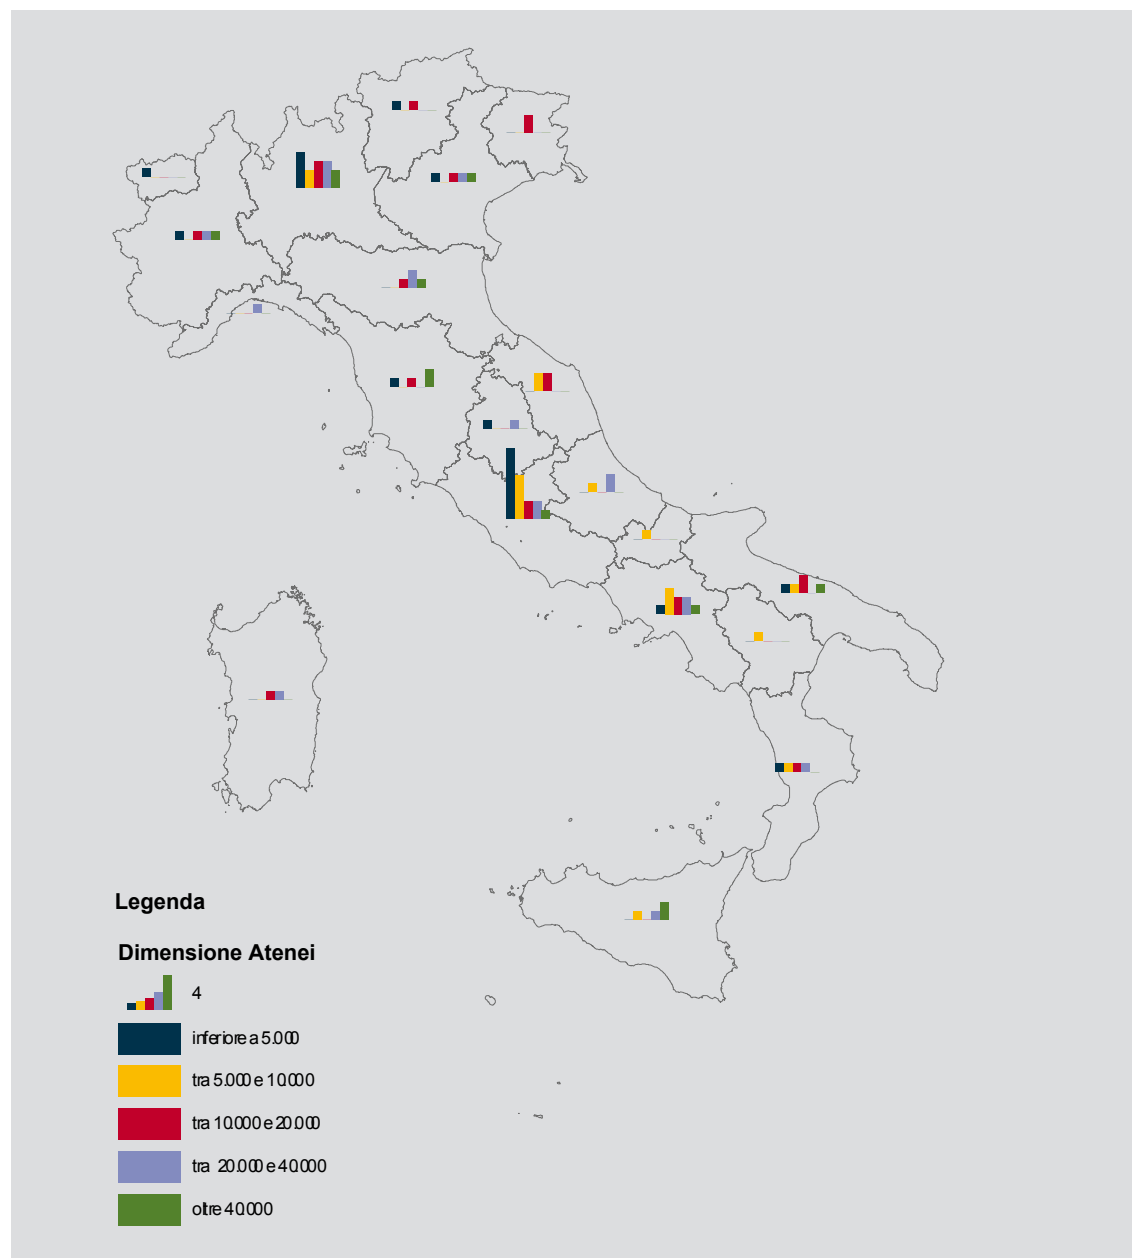 Legenda
Dimensione Atenei
4
inferiore a 5.000
tra 5.000 e 10.000
tra 10.000 e 20.000
tra 20.000 e 40.000
oltre 40.000